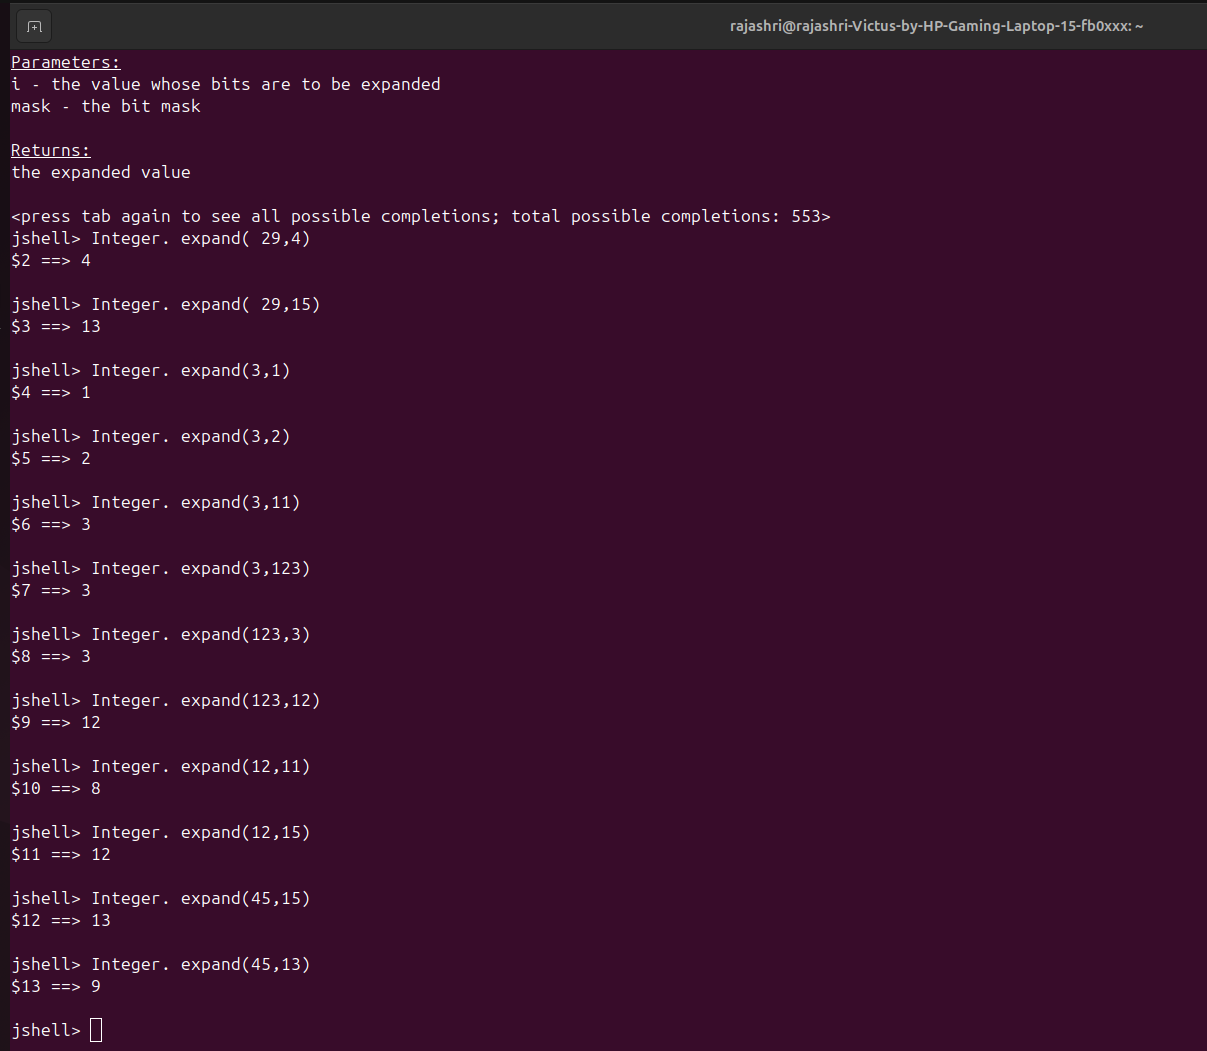 rajashri@rajashri-Victus-by-HP-Gaming-Laptop-15-fb0xxx: ~
Parameters:
i - the value whose bits are to be expanded
mask - the bit mask
Returns:
the expanded value
<press tab again to see all possible completions; total possible completions: 553>
jshell> Integer. expand( 29,4)
$2 ==> 4
jshell> Integer. expand( 29,15)
$3 ==> 13
jshell> Integer. expand(3,1)
$4 ==> 1
jshell> Integer. expand(3,2)
$5 ==> 2
jshell> Integer. expand(3,11)
$6 ==> 3
jshell> Integer. expand(3,123)
$7 ==> 3
jshell> Integer. expand(123,3)
$8 ==> 3
jshell> Integer. expand(123,12)
$9 ==> 12
jshell> Integer. expand(12,11)
$10 ==> 8
jshell> Integer. expand(12,15)
$11 ==> 12
jshell> Integer. expand(45,15)
$12 ==> 13
jshell> Integer. expand(45,13)
$13 ==> 9
jshell>